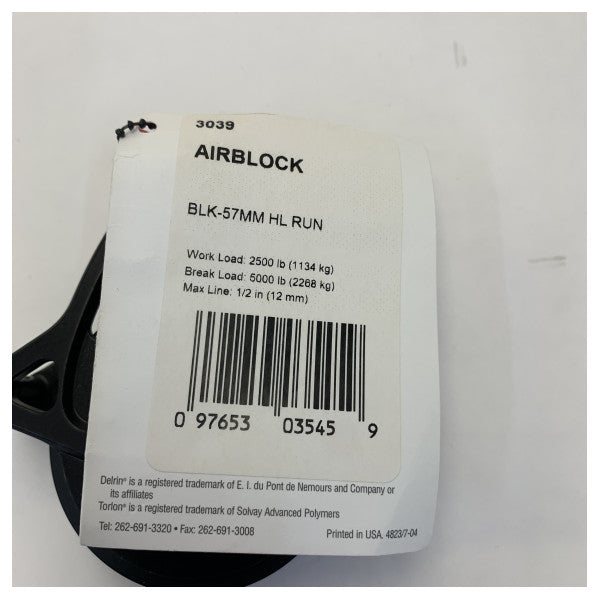 3039
AIRBLOCK
BLK-57MM HL RUN
Work Load: 2500 lb (1134 kg)
Break Load: 5000 lb (2268 kg)
Max Line: 1/2 in (12 mm)
0 97653 03545 9
Delrin® is a registered trademark of E. I. du Pont de Nemours and Company or
its affiliates
Torlon® is a registered trademark of Solvay Advanced Polymers
Tel: 262-691-3320 • Fax: 262-691-3008
Printed in USA. 4823/7-04